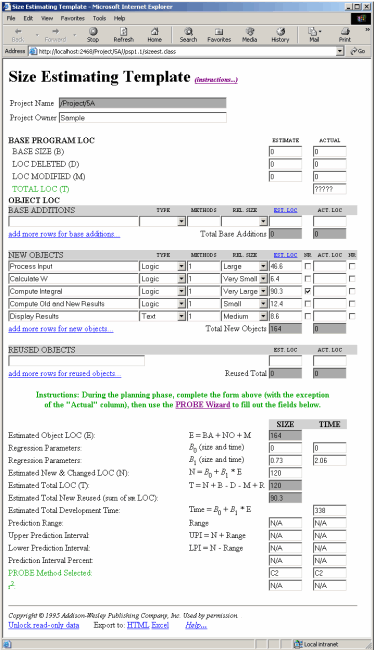 Size Estimating Template - Microsoft Internet Explorer
File Edit View Favorites Tools Help
Back Forward Stop Refresh Home Search Favorites Media History Mail Print
Address http://localhost:2468/Project/5A//psp1.1/sizeest.class Go
Size Estimating Template (instructions...)
Project Name /Project/5A
Project Owner Sample
BASE PROGRAM LOC ESTIMATE ACTUAL
BASE SIZE (B) 0 0
LOC DELETED (D) 0 0
LOC MODIFIED (M) 0 0
TOTAL LOC (T) ?????
OBJECT LOC
BASE ADDITIONS TYPE METHODS REL. SIZE EST. LOC ACT. LOC
add more rows for base additions... Total Base Additions 0 0
NEW OBJECTS TYPE METHODS REL. SIZE EST. LOC NR ACT. LOC NR
Process Input Logic 1 Large 46.6
Calculate W Logic 1 Very Small 6.4
Compute Integral Logic 1 Very Large 90.3
Compute Old and New Results Logic 1 Small 12.4
Display Results Text 1 Medium 8.6
add more rows for new objects... Total New Objects 164 0
REUSED OBJECTS EST. LOC ACT. LOC
add more rows for reused objects... Reused Total 0 0
Instructions: During the planning phase, complete the form above (with the exception
of the "Actual" column), then use the PROBE Wizard to fill out the fields below.
SIZE TIME
Estimated Object LOC (E): E = BA + NO + M 164
Regression Parameters: B0 (size and time) 0 0
Regression Parameters: B1 (size and time) 0.73 2.06
Estimated New & Changed LOC (N): N = B0 + B1 * E 120
Estimated Total LOC (T): T = N + B - D - M + R 120
Estimated Total New Reused (sum of NR LOC): 90.3
Estimated Total Development Time: Time = B0 + B1 * E 338
Prediction Range: Range N/A N/A
Upper Prediction Interval: UPI = N + Range N/A N/A
Lower Prediction Interval: LPI = N - Range N/A N/A
Prediction Interval Percent: N/A N/A
PROBE Method Selected: C2 C2
r2 N/A N/A
Copyright © 1995 Addison-Wesley Publishing Company, Inc. Used by permission.
Unlock read-only data Export to: HTML Excel Help...
Local intranet